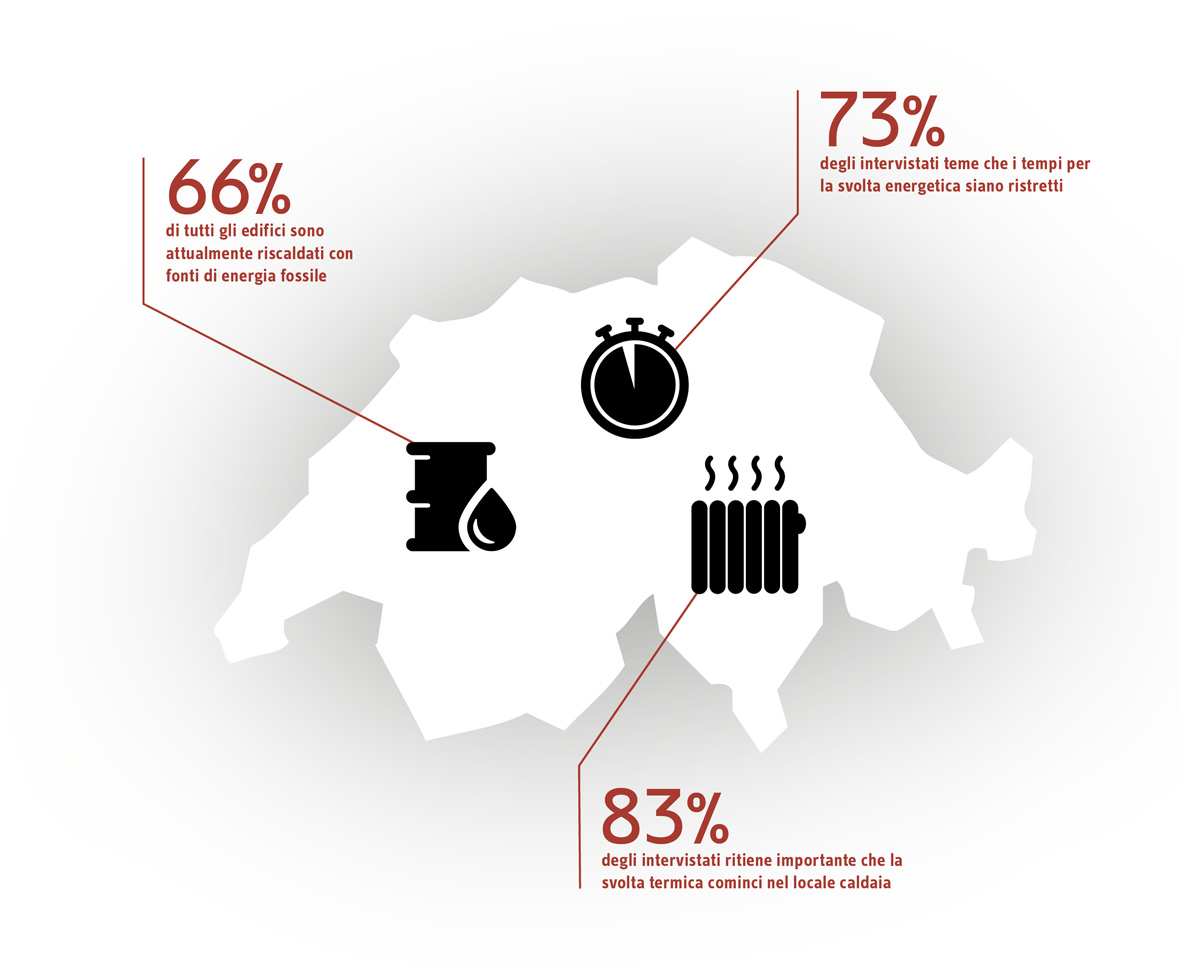 66%
di tutti gli edifici sono
attualmente riscaldati con
fonti di energia fossile
73%
degli intervistati teme che i tempi per
la svolta energetica siano ristretti
83%
degli intervistati ritiene importante che la
svolta termica cominci nel locale caldaia